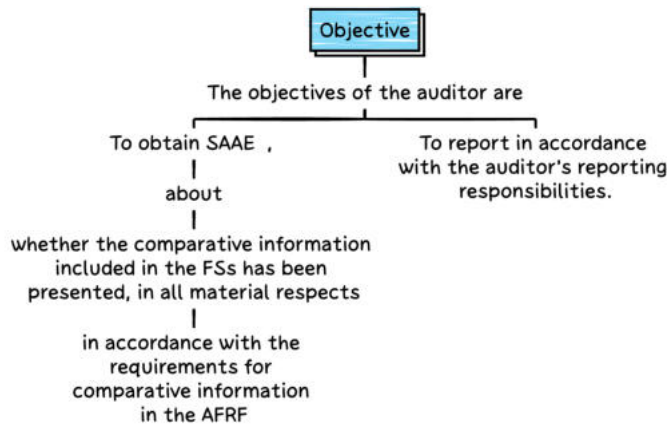 Objective
The objectives of the auditor are
To obtain SAAE ,
about
whether the comparative information
included in the FSs has been
presented, in all material respects
in accordance with the
requirements for
comparative information
in the AFRF
To report in accordance
with the auditor's reporting
responsibilities.